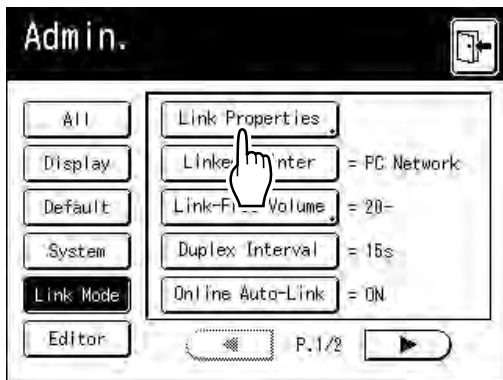 Admin.
All
Link Properties
Display
Linke nter = PC Network
Default
Link-Free Volume = 20-
System
Duplex Interval = 15s
Link Mode
Online Auto-Link = ON
Editor
P.1/2